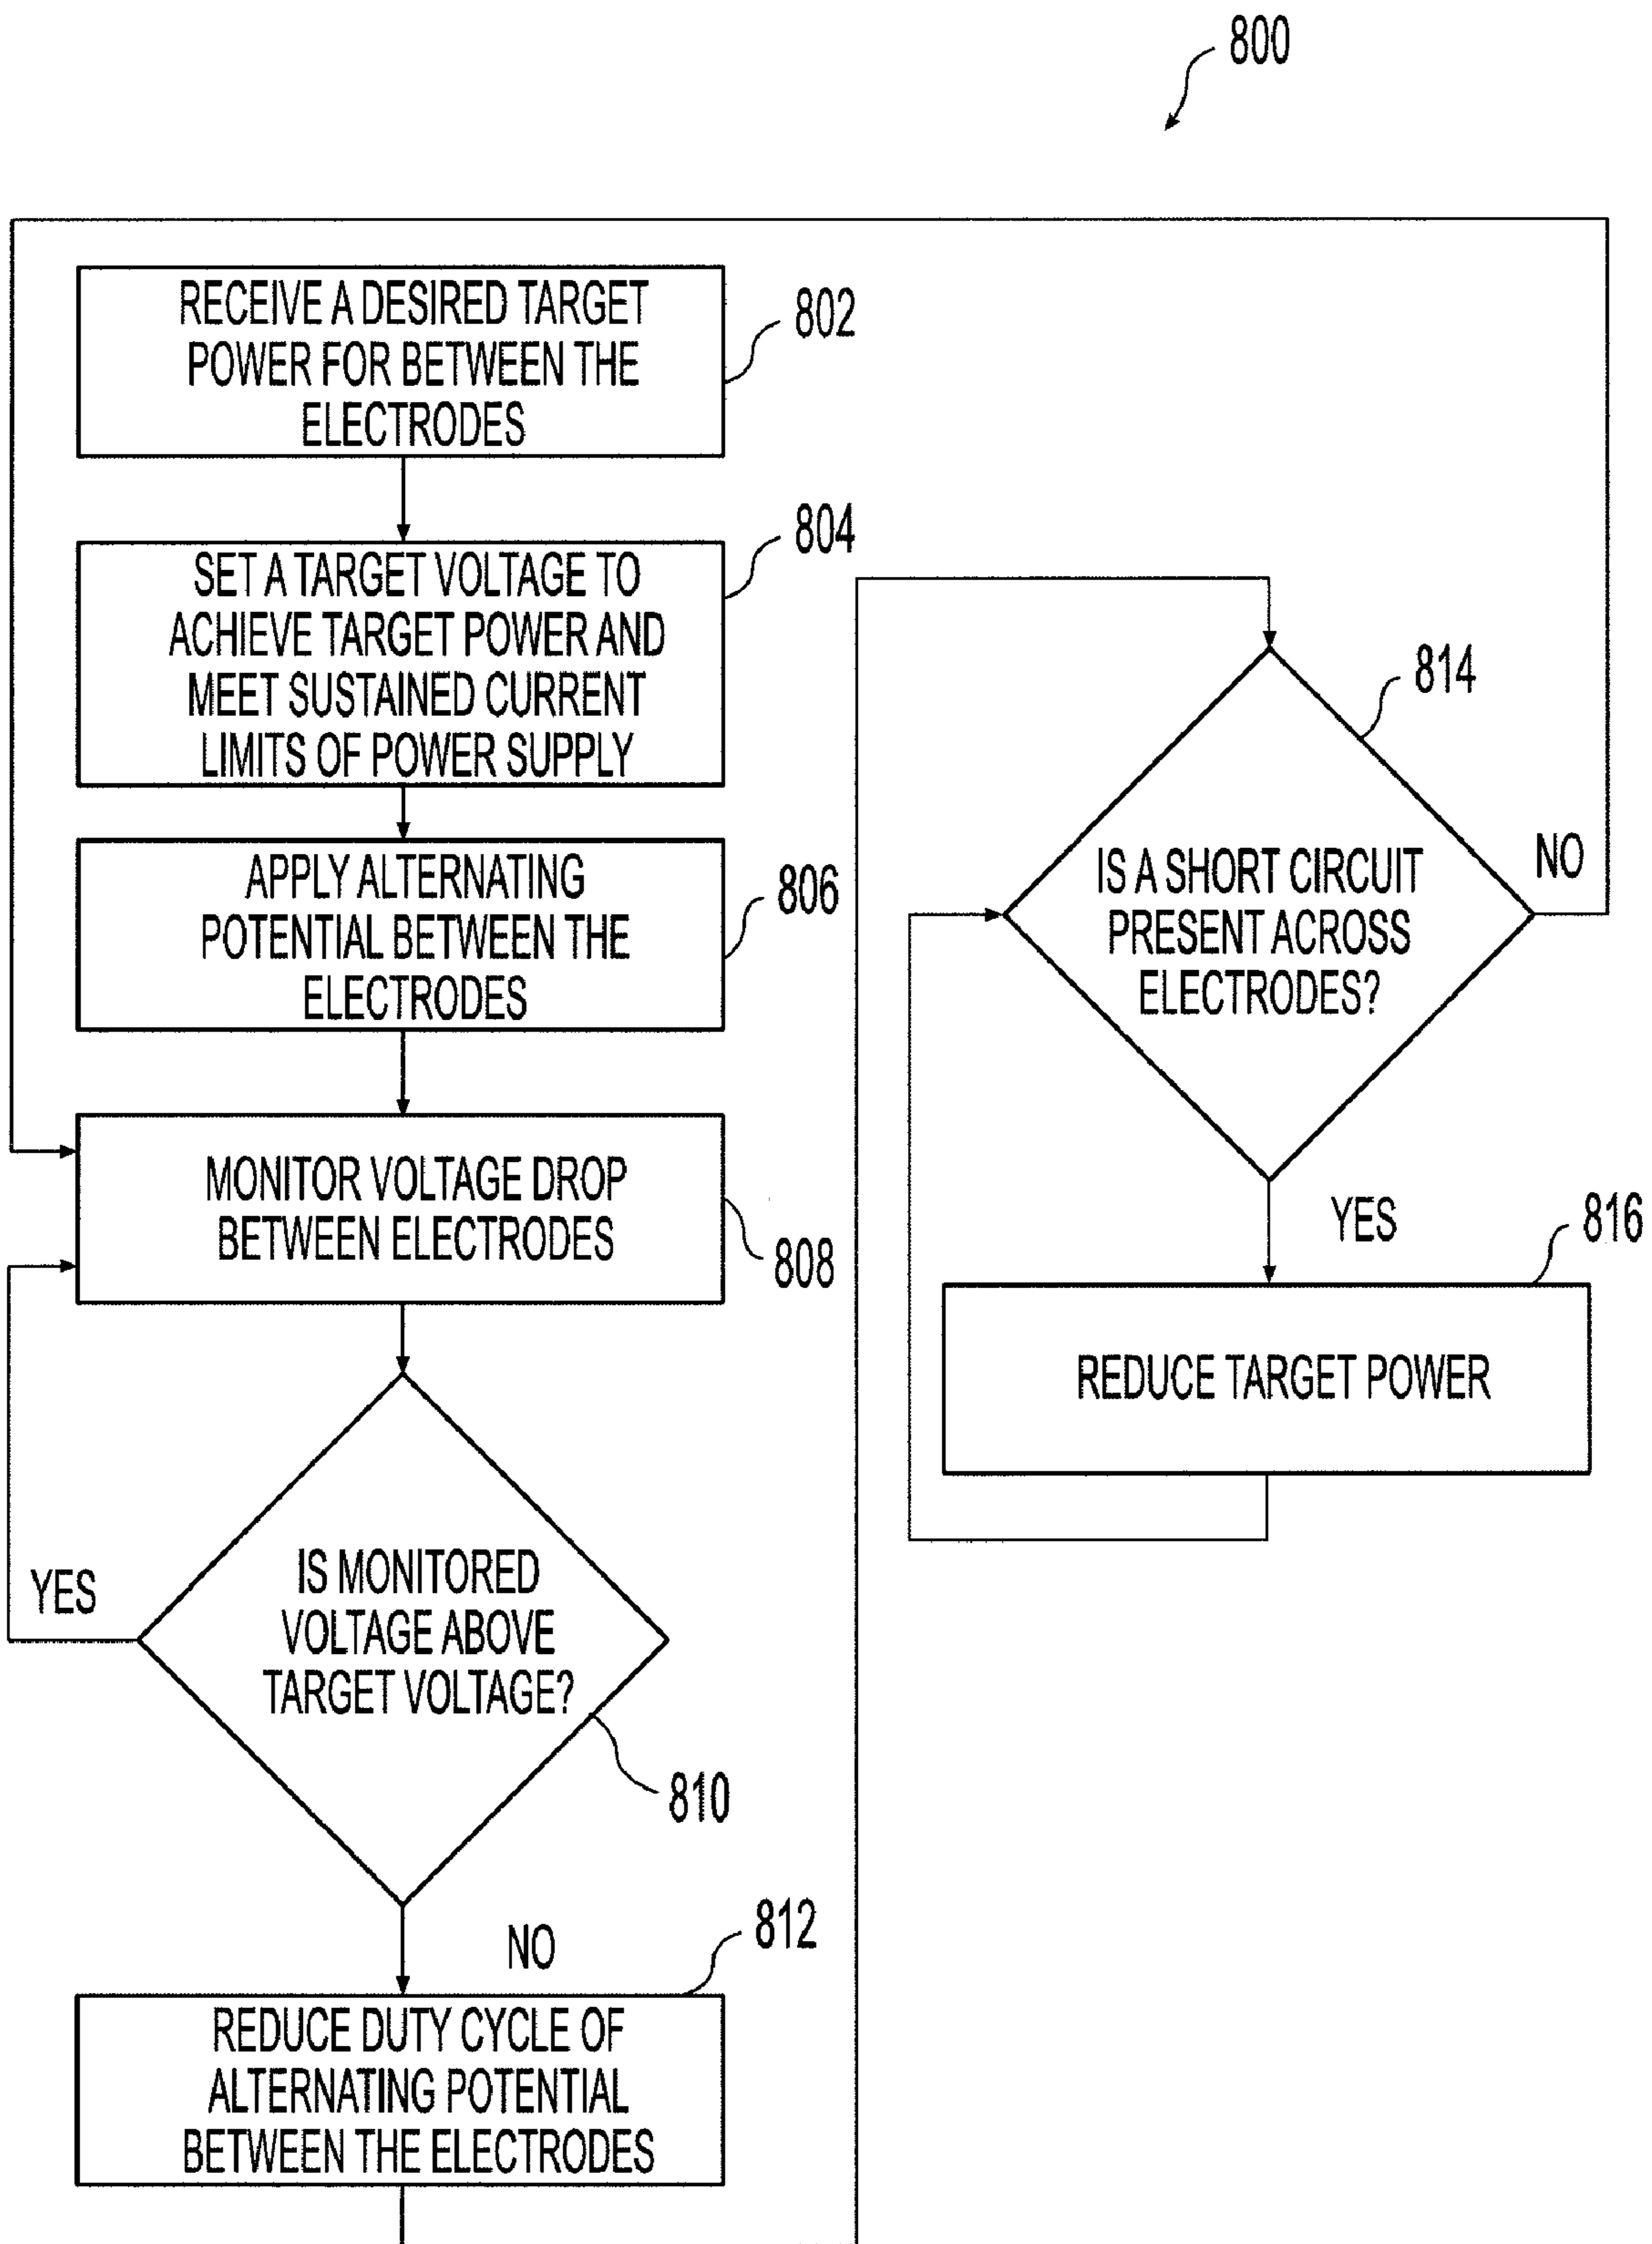 800
RECEIVE A DESIRED TARGET
POWER FOR BETWEEN THE
ELECTRODES
802
SET A TARGET VOLTAGE TO
ACHIEVE TARGET POWER AND
MEET SUSTAINED CURRENT
LIMITS OF POWER SUPPLY
804
APPLY ALTERNATING
POTENTIAL BETWEEN THE
ELECTRODES
806
MONITOR VOLTAGE DROP
BETWEEN ELECTRODES
808
IS MONITORED
VOLTAGE ABOVE
TARGET VOLTAGE?
810
YES
NO
REDUCE DUTY CYCLE OF
ALTERNATING POTENTIAL
BETWEEN THE ELECTRODES
812
IS A SHORT CIRCUIT
PRESENT ACROSS
ELECTRODES?
814
NO
YES
REDUCE TARGET POWER
816